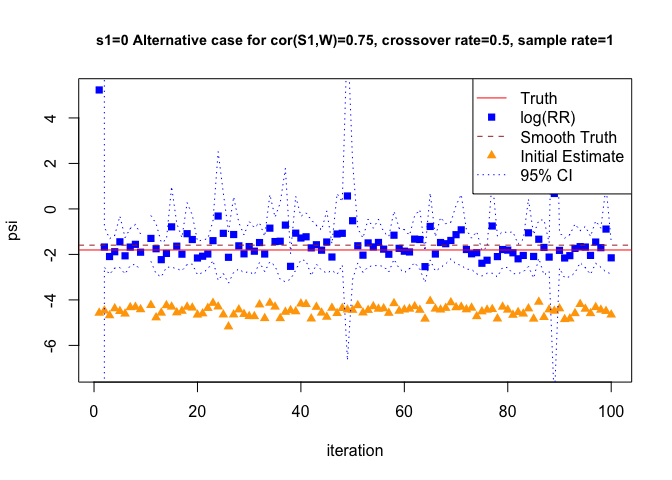 s1=0 Alternative case for cor(S1,W)=0.75, crossover rate=0.5, sample rate=1
Truth
log(RR)
Smooth Truth
Initial Estimate
95% CI
psi
4
2
0
-2
-4
-6
0 20 40 60 80 100
iteration